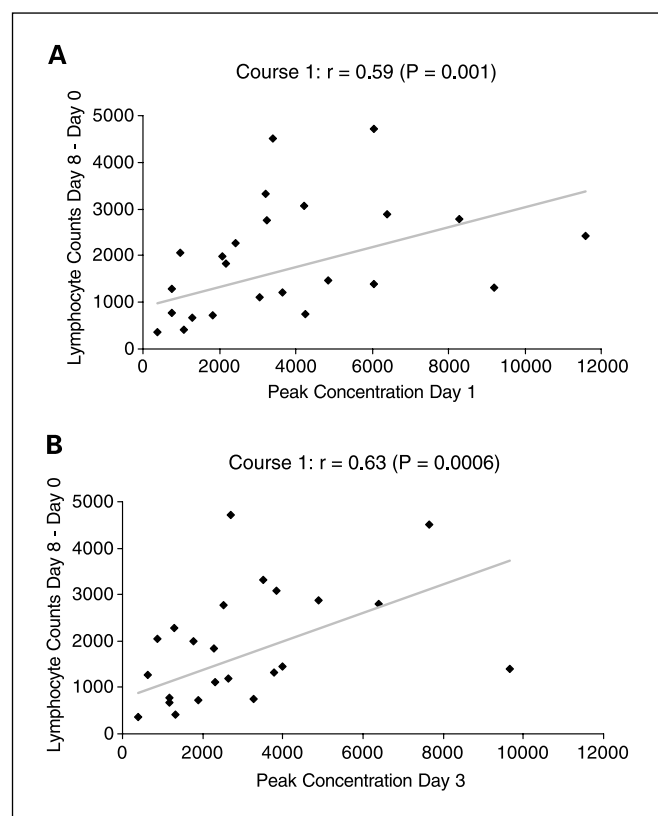 A
Course 1: r = 0.59 (P = 0.001)
Lymphocyte Counts Day 8 - Day 0
5000
4000
3000
2000
1000
0
0 2000 4000 6000 8000 10000 12000
Peak Concentration Day 1
B
Course 1: r = 0.63 (P = 0.0006)
Lymphocyte Counts Day 8 - Day 0
5000
4000
3000
2000
1000
0
0 2000 4000 6000 8000 10000 12000
Peak Concentration Day 3